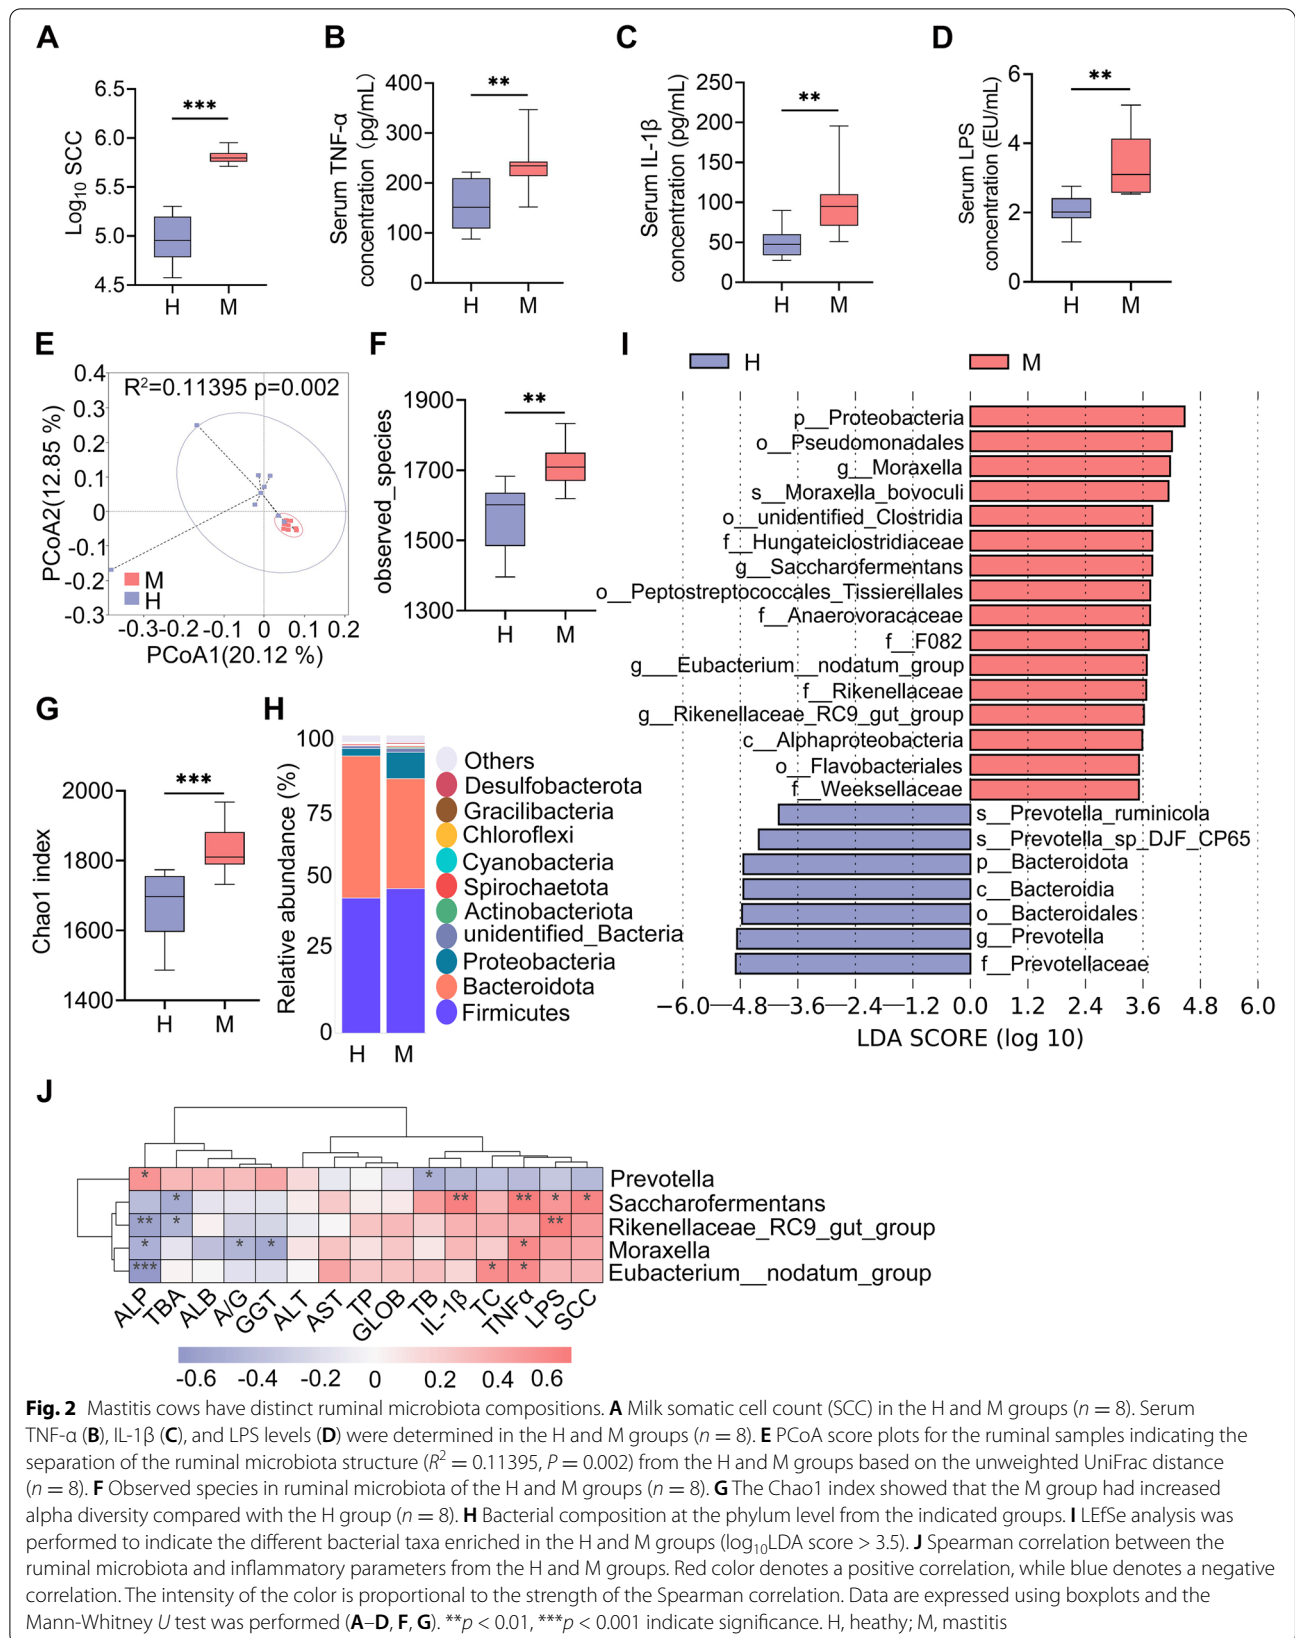 A
Log10 SCC
6.5
6.0
5.5
5.0
4.5
***
H M
B
Serum TNF-α
concentration (pg/mL)
400
300
200
100
0
**
H M
C
Serum IL-1β
concentration (pg/mL)
250
200
150
100
50
0
**
H M
D
Serum LPS
concentration (EU/mL)
6
4
2
0
**
H M
E
R²=0.11395 p=0.002
PCoA2(12.85 %)
0.4
0.3
0.2
0.1
0
-0.1
-0.2
-0.3
M
H
-0.3 -0.2 -0.1 0 0.1 0.2
PCoA1(20.12 %)
F
observed_species
1900
1700
1500
1300
**
H M
G
Chao1 index
2000
1800
1600
1400
***
H M
H
Relative abundance (%)
100
75
50
25
0
H M
Others
Desulfobacterota
Gracilibacteria
Chloroflexi
Cyanobacteria
Spirochaetota
Actinobacteriota
unidentified_Bacteria
Proteobacteria
Bacteroidota
Firmicutes
I
H M
p__Proteobacteria
o__Pseudomonadales
g__Moraxella
s__Moraxella_bovoculi
o__unidentified_Clostridia
f__Hungateiclostridiaceae
g__Saccharofermentans
o__Peptostreptococcales_Tissierellales
f__Anaerovoracaceae
f__F082
g___Eubacterium__nodatum_group
f__Rikenellaceae
g__Rikenellaceae_RC9_gut_group
c__Alphaproteobacteria
o__Flavobacteriales
f__Weeksellaceae
s__Prevotella_ruminicola
s__Prevotella_sp_DJF_CP65
p__Bacteroidota
c__Bacteroidia
o__Bacteroidales
g__Prevotella
f__Prevotellaceae
−6.0 −4.8 −3.6 −2.4 −1.2 0.0 1.2 2.4 3.6 4.8 6.0
LDA SCORE (log 10)
J
* * Prevotella
* ** ** * * Saccharofermentans
** * ** Rikenellaceae_RC9_gut_group
* * * * Moraxella
*** * * Eubacterium__nodatum_group
ALP TBA ALB A/G GGT ALT AST TP GLOB TB IL-1β TC TNFα LPS SCC
-0.6 -0.4 -0.2 0 0.2 0.4 0.6
Fig. 2 Mastitis cows have distinct ruminal microbiota compositions. A Milk somatic cell count (SCC) in the H and M groups (n = 8). Serum
TNF-α (B), IL-1β (C), and LPS levels (D) were determined in the H and M groups (n = 8). E PCoA score plots for the ruminal samples indicating the
separation of the ruminal microbiota structure (R² = 0.11395, P = 0.002) from the H and M groups based on the unweighted UniFrac distance
(n = 8). F Observed species in ruminal microbiota of the H and M groups (n = 8). G The Chao1 index showed that the M group had increased
alpha diversity compared with the H group (n = 8). H Bacterial composition at the phylum level from the indicated groups. I LEfSe analysis was
performed to indicate the different bacterial taxa enriched in the H and M groups (log10LDA score > 3.5). J Spearman correlation between the
ruminal microbiota and inflammatory parameters from the H and M groups. Red color denotes a positive correlation, while blue denotes a negative
correlation. The intensity of the color is proportional to the strength of the Spearman correlation. Data are expressed using boxplots and the
Mann-Whitney U test was performed (A–D, F, G). **p < 0.01, ***p < 0.001 indicate significance. H, heathy; M, mastitis